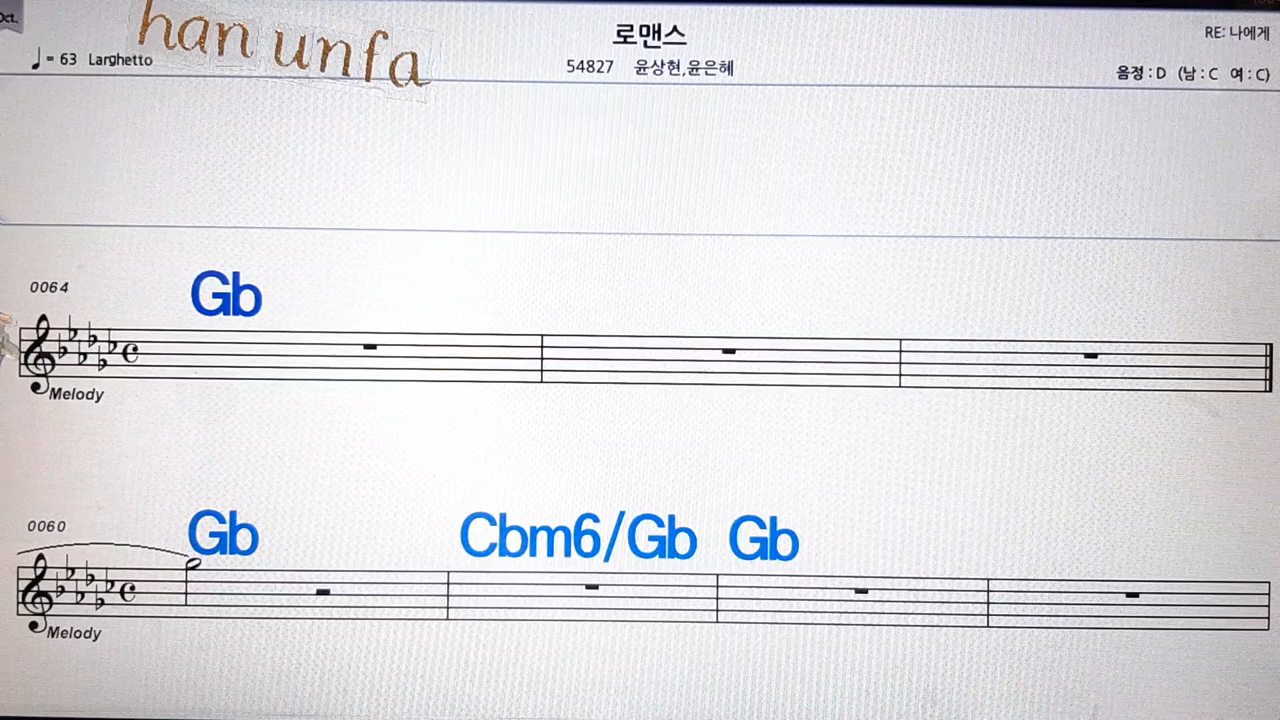 Oct.
han unfa
♩= 63 Larghetto
로맨스
54827 윤상현,윤은혜
RE: 나에게
음정 : D (남 : C 여 : C)
0064
Gb
Melody
0060
Gb Cbm6/Gb Gb
Melody